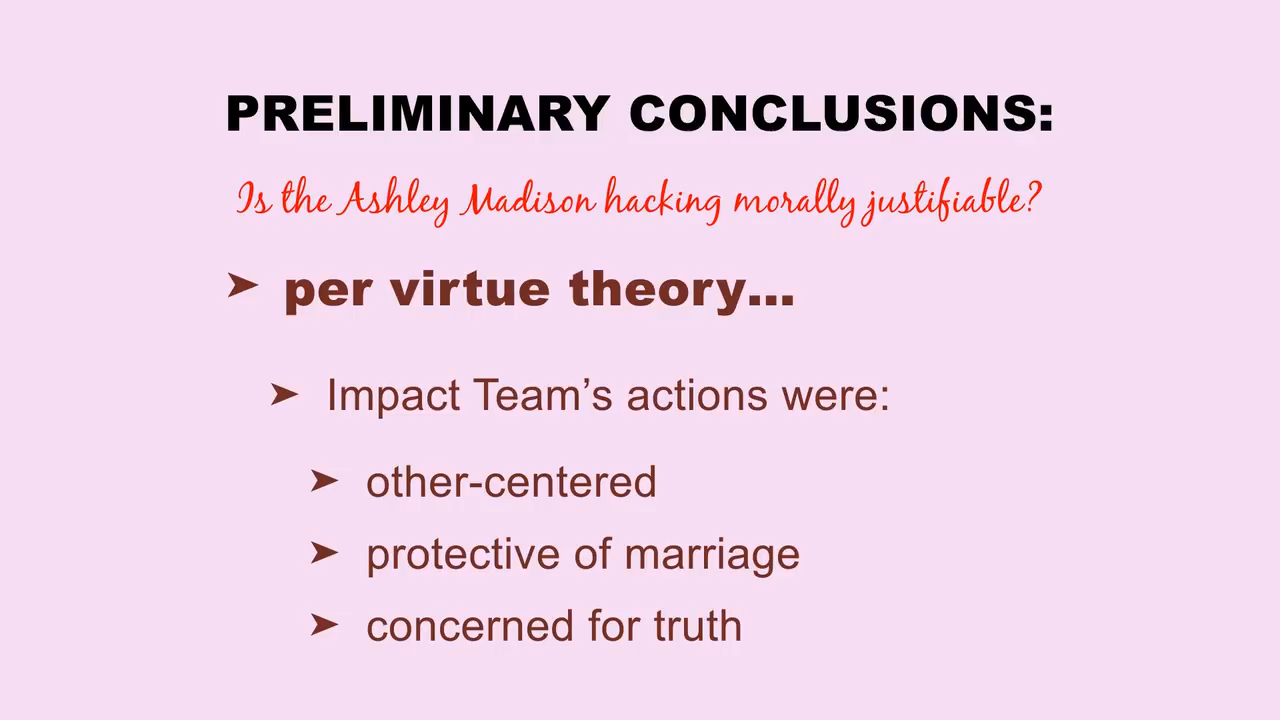 PRELIMINARY CONCLUSIONS:
Is the Ashley Madison hacking morally justifiable?
➤ per virtue theory...
➤ Impact Team’s actions were:
➤ other-centered
➤ protective of marriage
➤ concerned for truth